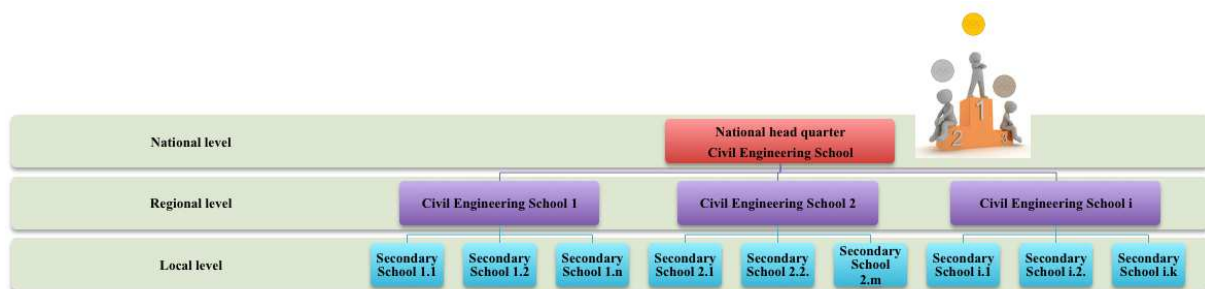 1
2
3
National level
National head quarter
Civil Engineering School
Regional level
Civil Engineering School 1
Civil Engineering School 2
Civil Engineering School i
Local level
Secondary
School 1.1
Secondary
School 1.2
Secondary
School 1.n
Secondary
School 2.1
Secondary
School 2.2.
Secondary
School
2.m
Secondary
School i.1
Secondary
School i.2.
Secondary
School i.k